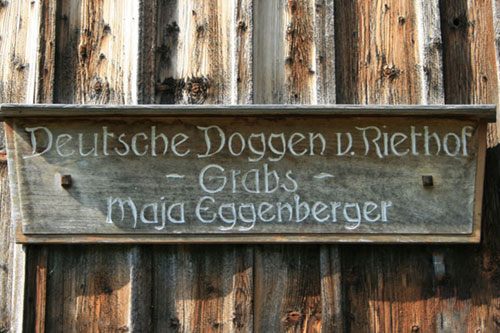 Deutsche Doggen v. Riethof
- Grabs -
Maja Eggenberger